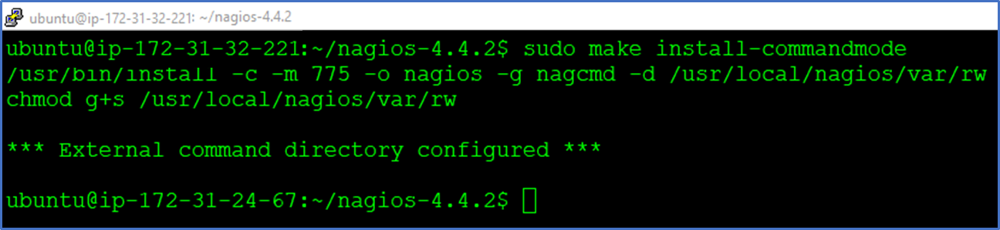 ubuntu@ip-172-31-32-221: ~/nagios-4.4.2
ubuntu@ip-172-31-32-221:~/nagios-4.4.2$ sudo make install-commandmode
/usr/bin/install -c -m 775 -o nagios -g nagcmd -d /usr/local/nagios/var/rw
chmod g+s /usr/local/nagios/var/rw
*** External command directory configured ***
ubuntu@ip-172-31-24-67:~/nagios-4.4.2$